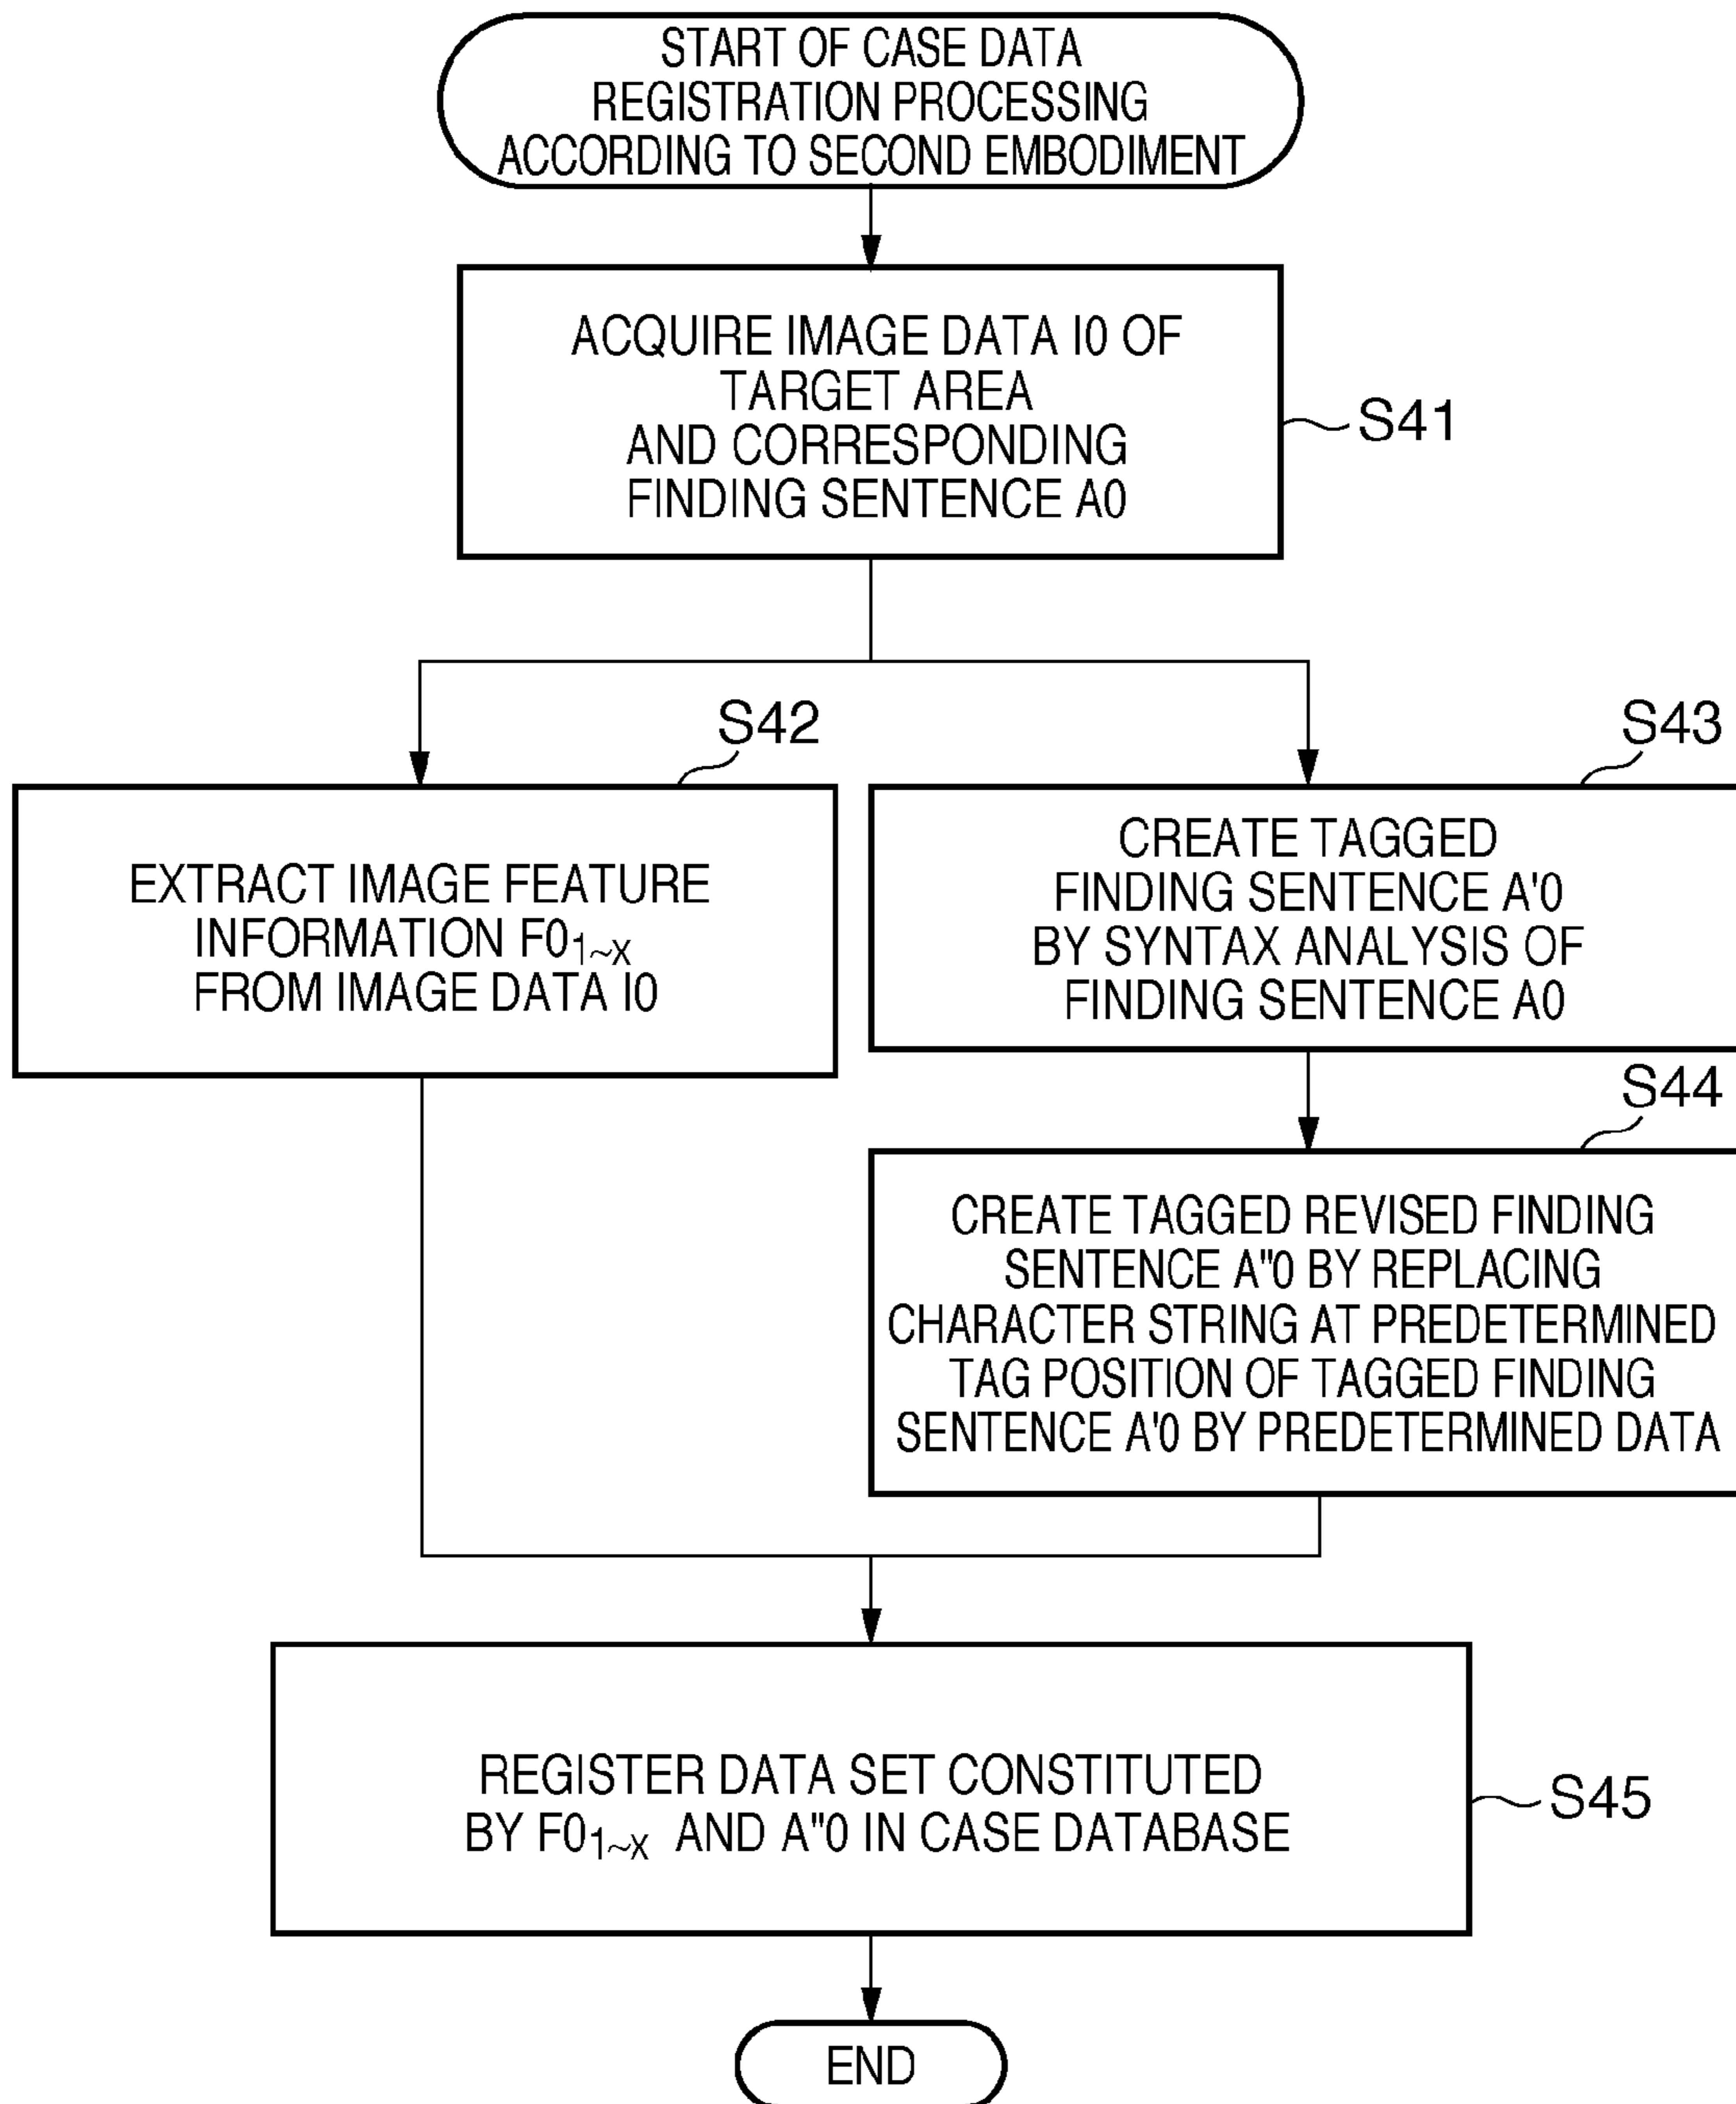 START OF CASE DATA
REGISTRATION PROCESSING
ACCORDING TO SECOND EMBODIMENT
ACQUIRE IMAGE DATA I0 OF
TARGET AREA
AND CORRESPONDING
FINDING SENTENCE A0
S41
S42
EXTRACT IMAGE FEATURE
INFORMATION F01~X
FROM IMAGE DATA I0
S43
CREATE TAGGED
FINDING SENTENCE A'0
BY SYNTAX ANALYSIS OF
FINDING SENTENCE A0
S44
CREATE TAGGED REVISED FINDING
SENTENCE A"0 BY REPLACING
CHARACTER STRING AT PREDETERMINED
TAG POSITION OF TAGGED FINDING
SENTENCE A'0 BY PREDETERMINED DATA
REGISTER DATA SET CONSTITUTED
BY F01~X AND A"0 IN CASE DATABASE
S45
END